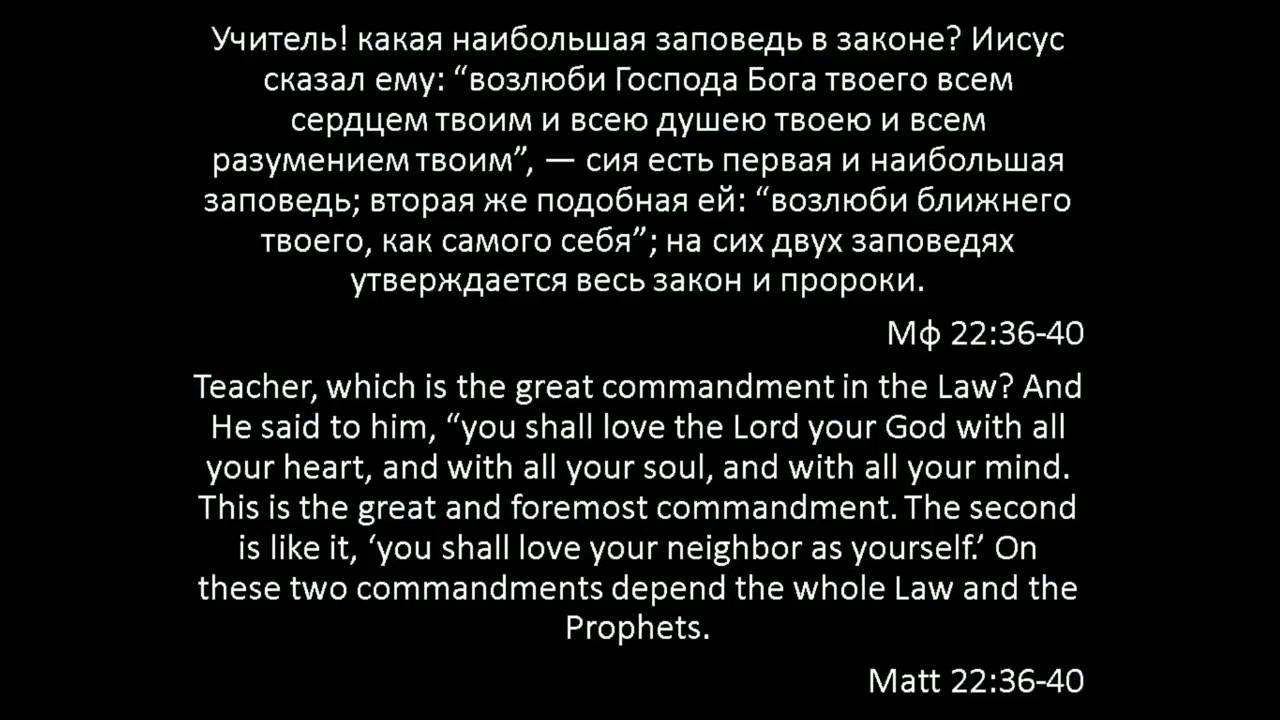 Учитель! какая наибольшая заповедь в законе? Иисус
сказал ему: “возлюби Господа Бога твоего всем
сердцем твоим и всею душею твоею и всем
разумением твоим”, — сия есть первая и наибольшая
заповедь; вторая же подобная ей: “возлюби ближнего
твоего, как самого себя”; на сих двух заповедях
утверждается весь закон и пророки.
Мф 22:36-40
Teacher, which is the great commandment in the Law? And
He said to him, “you shall love the Lord your God with all
your heart, and with all your soul, and with all your mind.
This is the great and foremost commandment. The second
is like it, ‘you shall love your neighbor as yourself.’ On
these two commandments depend the whole Law and the
Prophets.
Matt 22:36-40